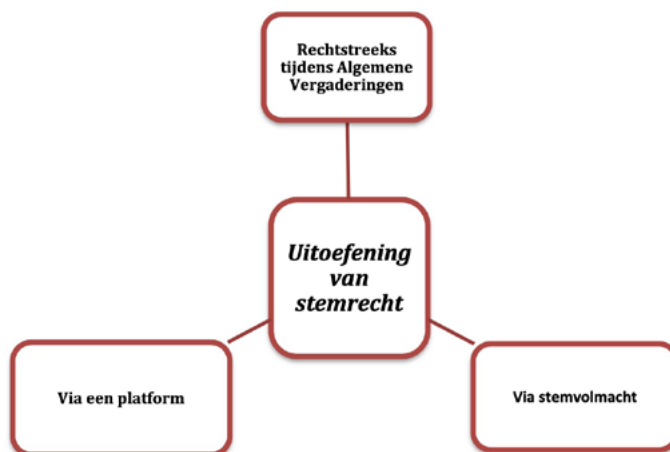 Rechtstreeks
tijdens Algemene
Vergaderingen
Uitoefening
van
stemrecht
Via een platform
Via stemvolmacht